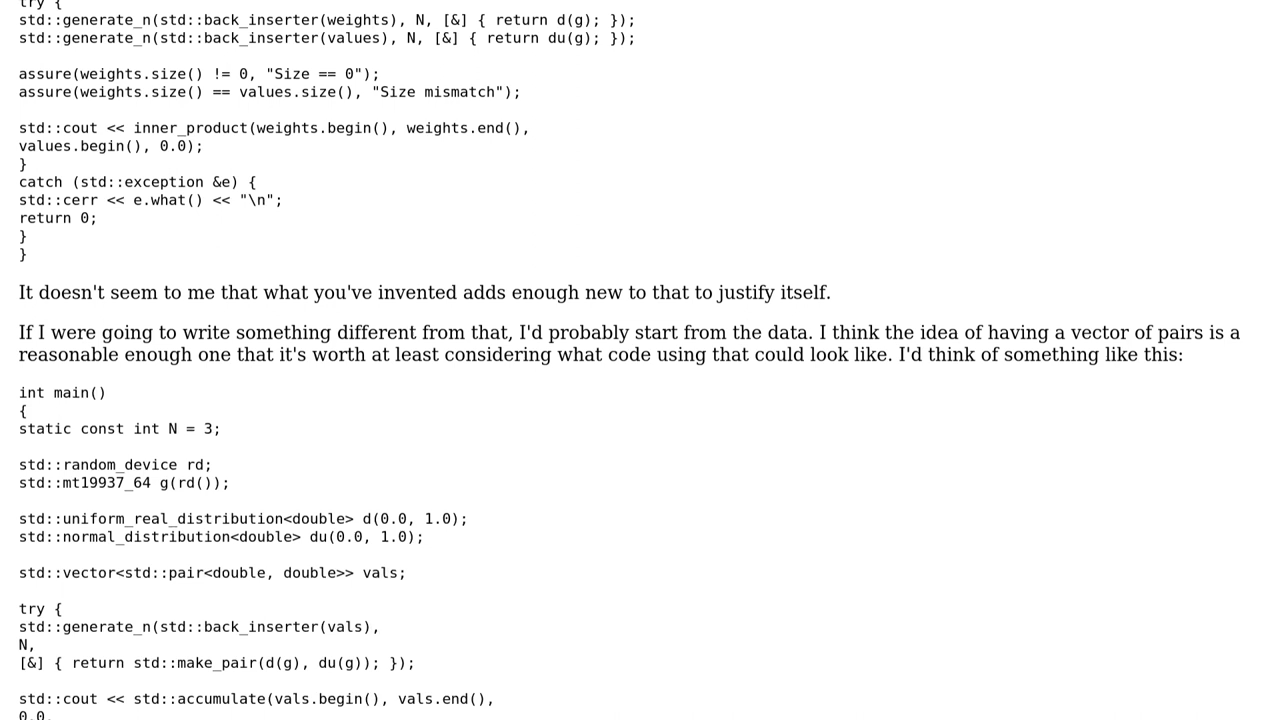 try {
std::generate_n(std::back_inserter(weights), N, [&] { return d(g); });
std::generate_n(std::back_inserter(values), N, [&] { return du(g); });
assure(weights.size() != 0, "Size == 0");
assure(weights.size() == values.size(), "Size mismatch");
std::cout << inner_product(weights.begin(), weights.end(),
values.begin(), 0.0);
}
catch (std::exception &e) {
std::cerr << e.what() << "\n";
return 0;
}
}
It doesn't seem to me that what you've invented adds enough new to that to justify itself.
If I were going to write something different from that, I'd probably start from the data. I think the idea of having a vector of pairs is a
reasonable enough one that it's worth at least considering what code using that could look like. I'd think of something like this:
int main()
{
static const int N = 3;
std::random_device rd;
std::mt19937_64 g(rd());
std::uniform_real_distribution<double> d(0.0, 1.0);
std::normal_distribution<double> du(0.0, 1.0);
std::vector<std::pair<double, double>> vals;
try {
std::generate_n(std::back_inserter(vals),
N,
[&] { return std::make_pair(d(g), du(g)); });
std::cout << std::accumulate(vals.begin(), vals.end(),
0.0,